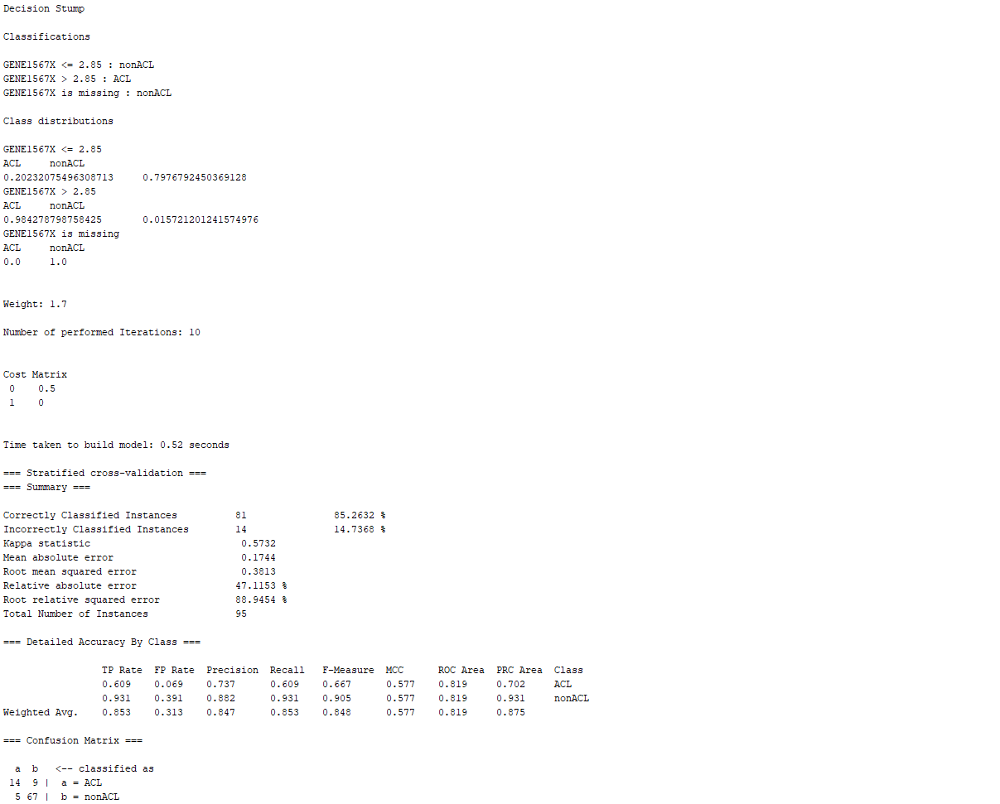 Decision Stump
Classifications
GENE1567X <= 2.85 : nonACL
GENE1567X > 2.85 : ACL
GENE1567X is missing : nonACL
Class distributions
GENE1567X <= 2.85
ACL nonACL
0.20232075496308713 0.7976792450369128
GENE1567X > 2.85
ACL nonACL
0.984278798758425 0.015721201241574976
GENE1567X is missing
ACL nonACL
0.0 1.0
Weight: 1.7
Number of performed Iterations: 10
Cost Matrix
0 0.5
1 0
Time taken to build model: 0.52 seconds
=== Stratified cross-validation ===
=== Summary ===
Correctly Classified Instances 81 85.2632 %
Incorrectly Classified Instances 14 14.7368 %
Kappa statistic 0.5732
Mean absolute error 0.1744
Root mean squared error 0.3813
Relative absolute error 47.1153 %
Root relative squared error 88.9454 %
Total Number of Instances 95
=== Detailed Accuracy By Class ===
TP Rate FP Rate Precision Recall F-Measure MCC ROC Area PRC Area Class
0.609 0.069 0.737 0.609 0.667 0.577 0.819 0.702 ACL
0.931 0.391 0.882 0.931 0.905 0.577 0.819 0.931 nonACL
Weighted Avg. 0.853 0.313 0.847 0.853 0.848 0.577 0.819 0.875
=== Confusion Matrix ===
a b <-- classified as
14 9 | a = ACL
5 67 | b = nonACL